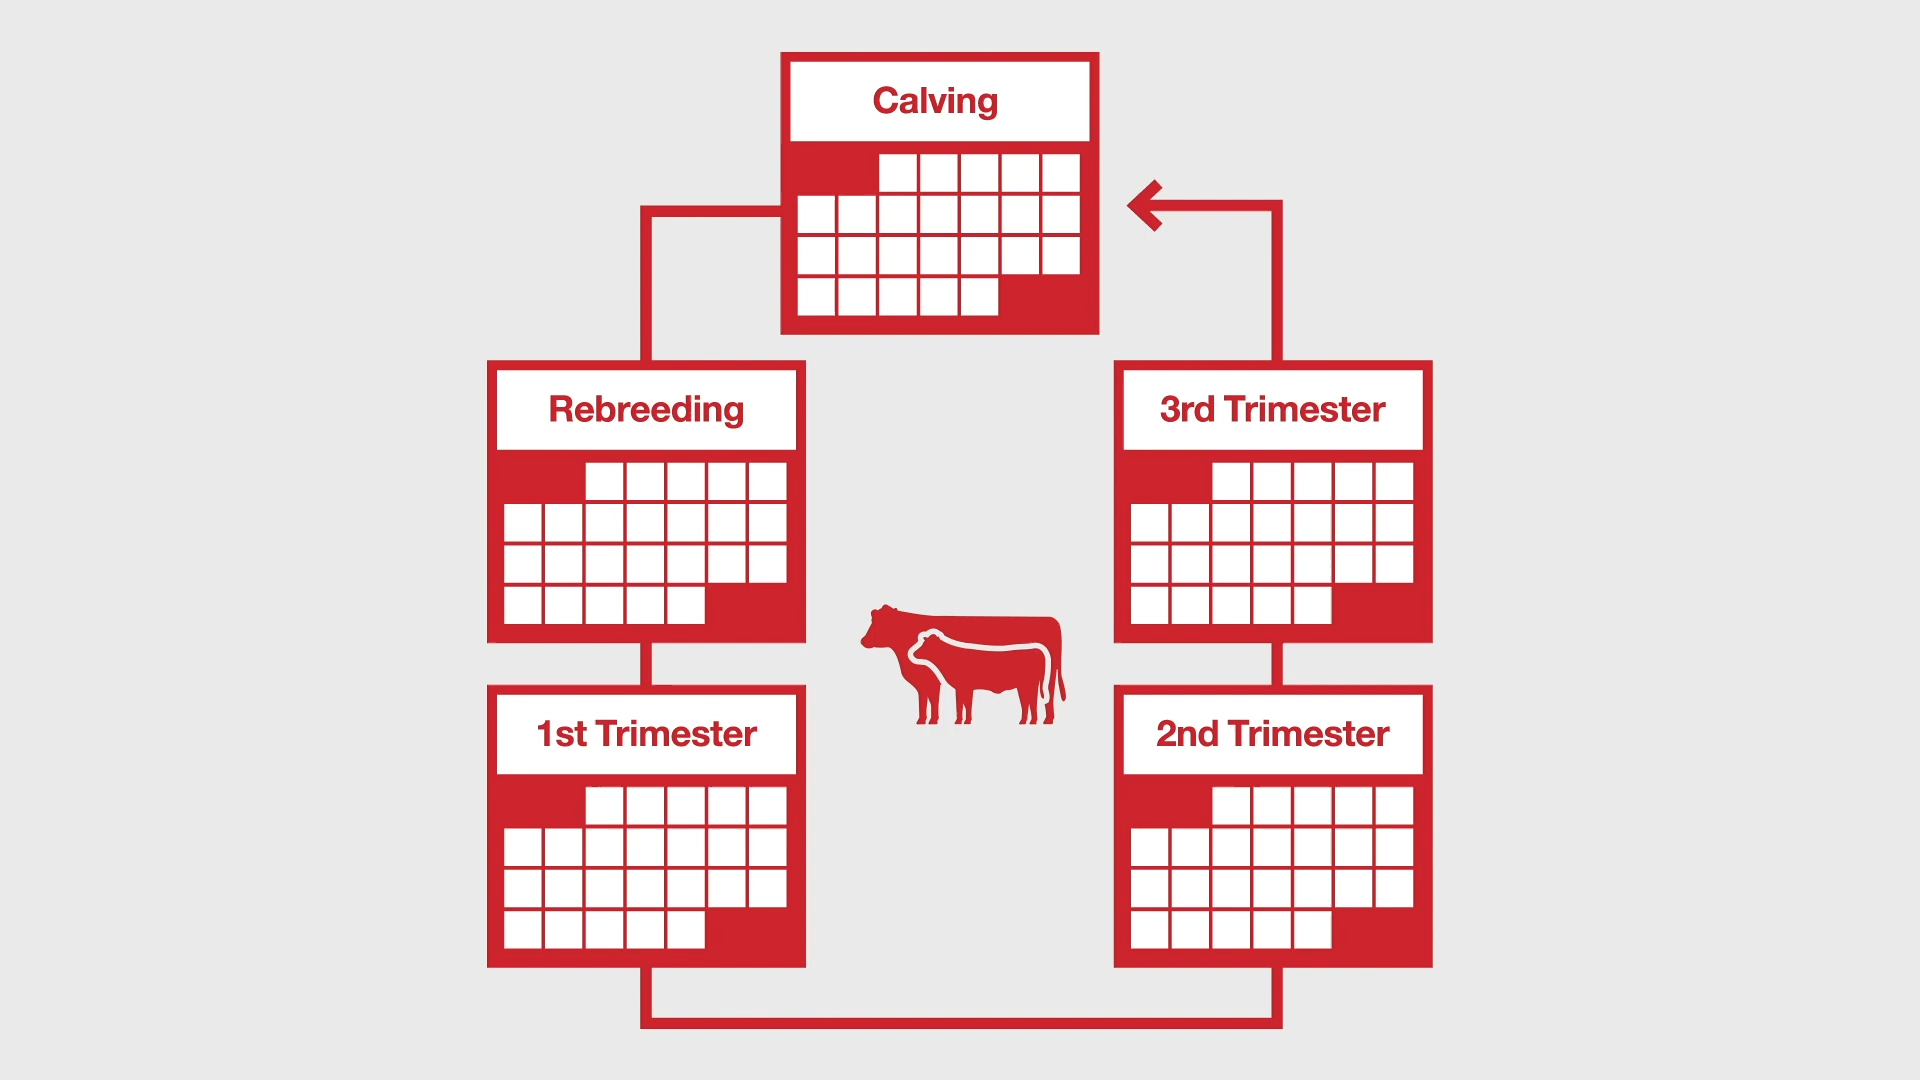 Calving
Rebreeding
3rd Trimester
1st Trimester
2nd Trimester